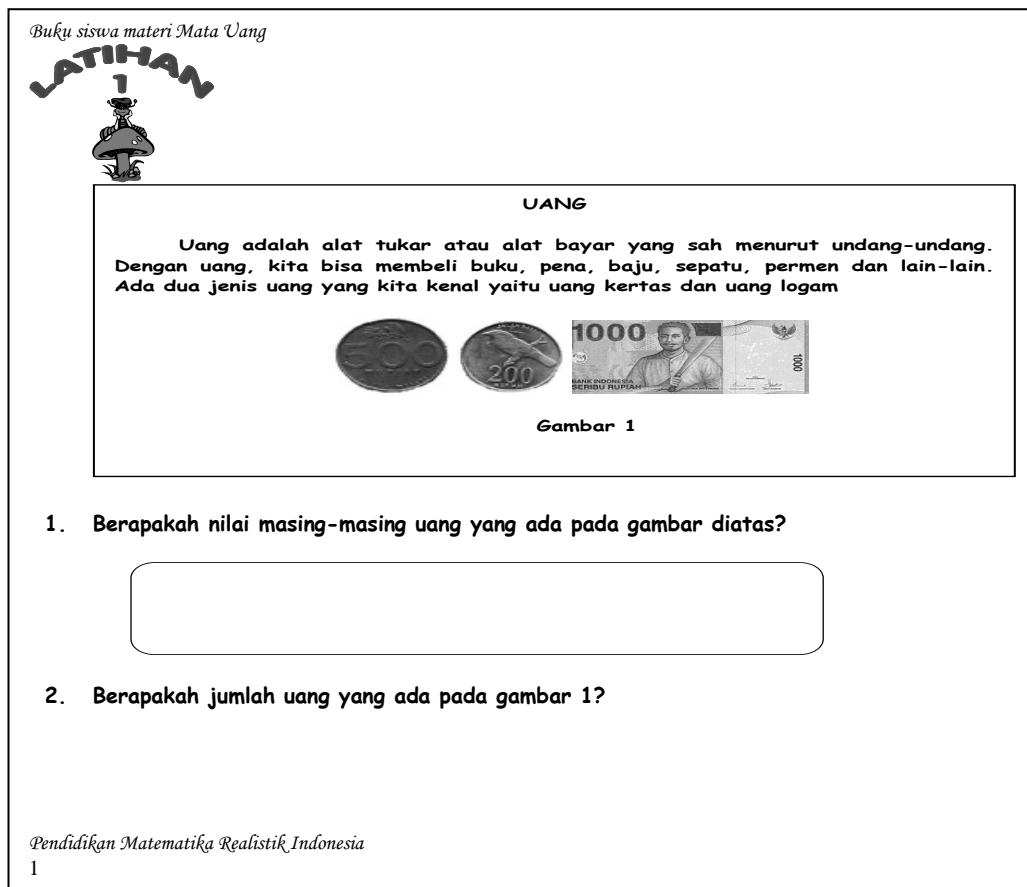 Buku siswa materi Mata Uang
LATIHAN
1
UANG
Uang adalah alat tukar atau alat bayar yang sah menurut undang-undang.
Dengan uang, kita bisa membeli buku, pena, baju, sepatu, permen dan lain-lain.
Ada dua jenis uang yang kita kenal yaitu uang kertas dan uang logam
500
200
1000
BANK INDONESIA
SERIBU RUPIAH
1000
Gambar 1
1. Berapakah nilai masing-masing uang yang ada pada gambar diatas?
2. Berapakah jumlah uang yang ada pada gambar 1?
Pendidikan Matematika Realistik Indonesia
1